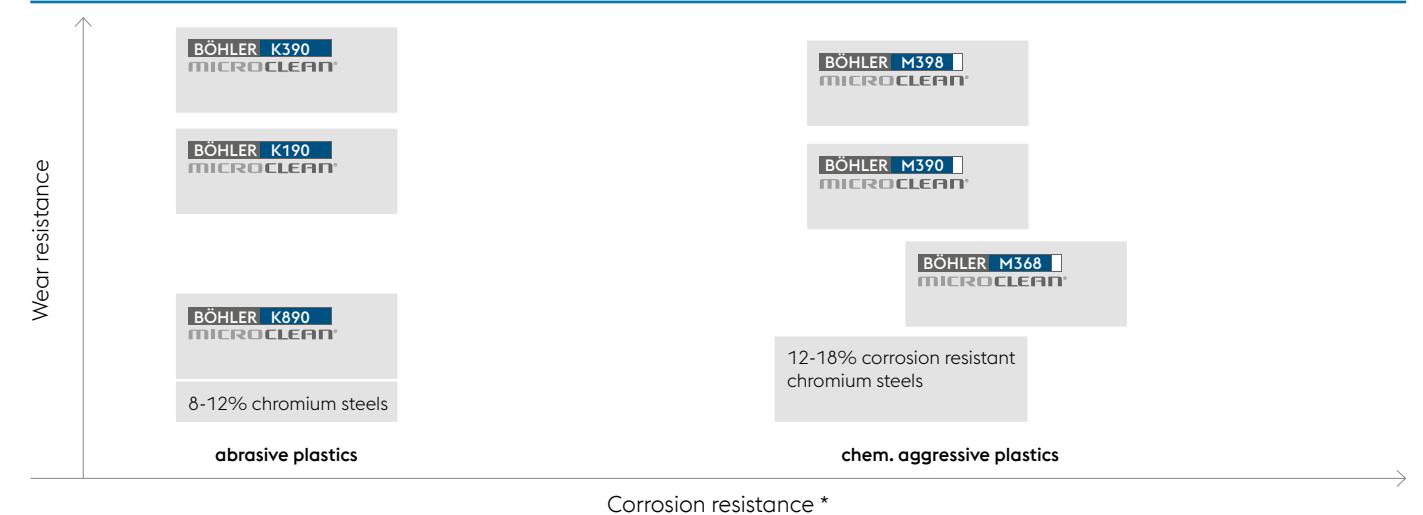 Wear resistance
BÖHLER K390
MICROCLEAN®
BÖHLER K190
MICROCLEAN®
BÖHLER K890
MICROCLEAN®
8-12% chromium steels
abrasive plastics
BÖHLER M398
MICROCLEAN®
BÖHLER M390
MICROCLEAN®
BÖHLER M368
MICROCLEAN®
12-18% corrosion resistant
chromium steels
chem. aggressive plastics
Corrosion resistance *